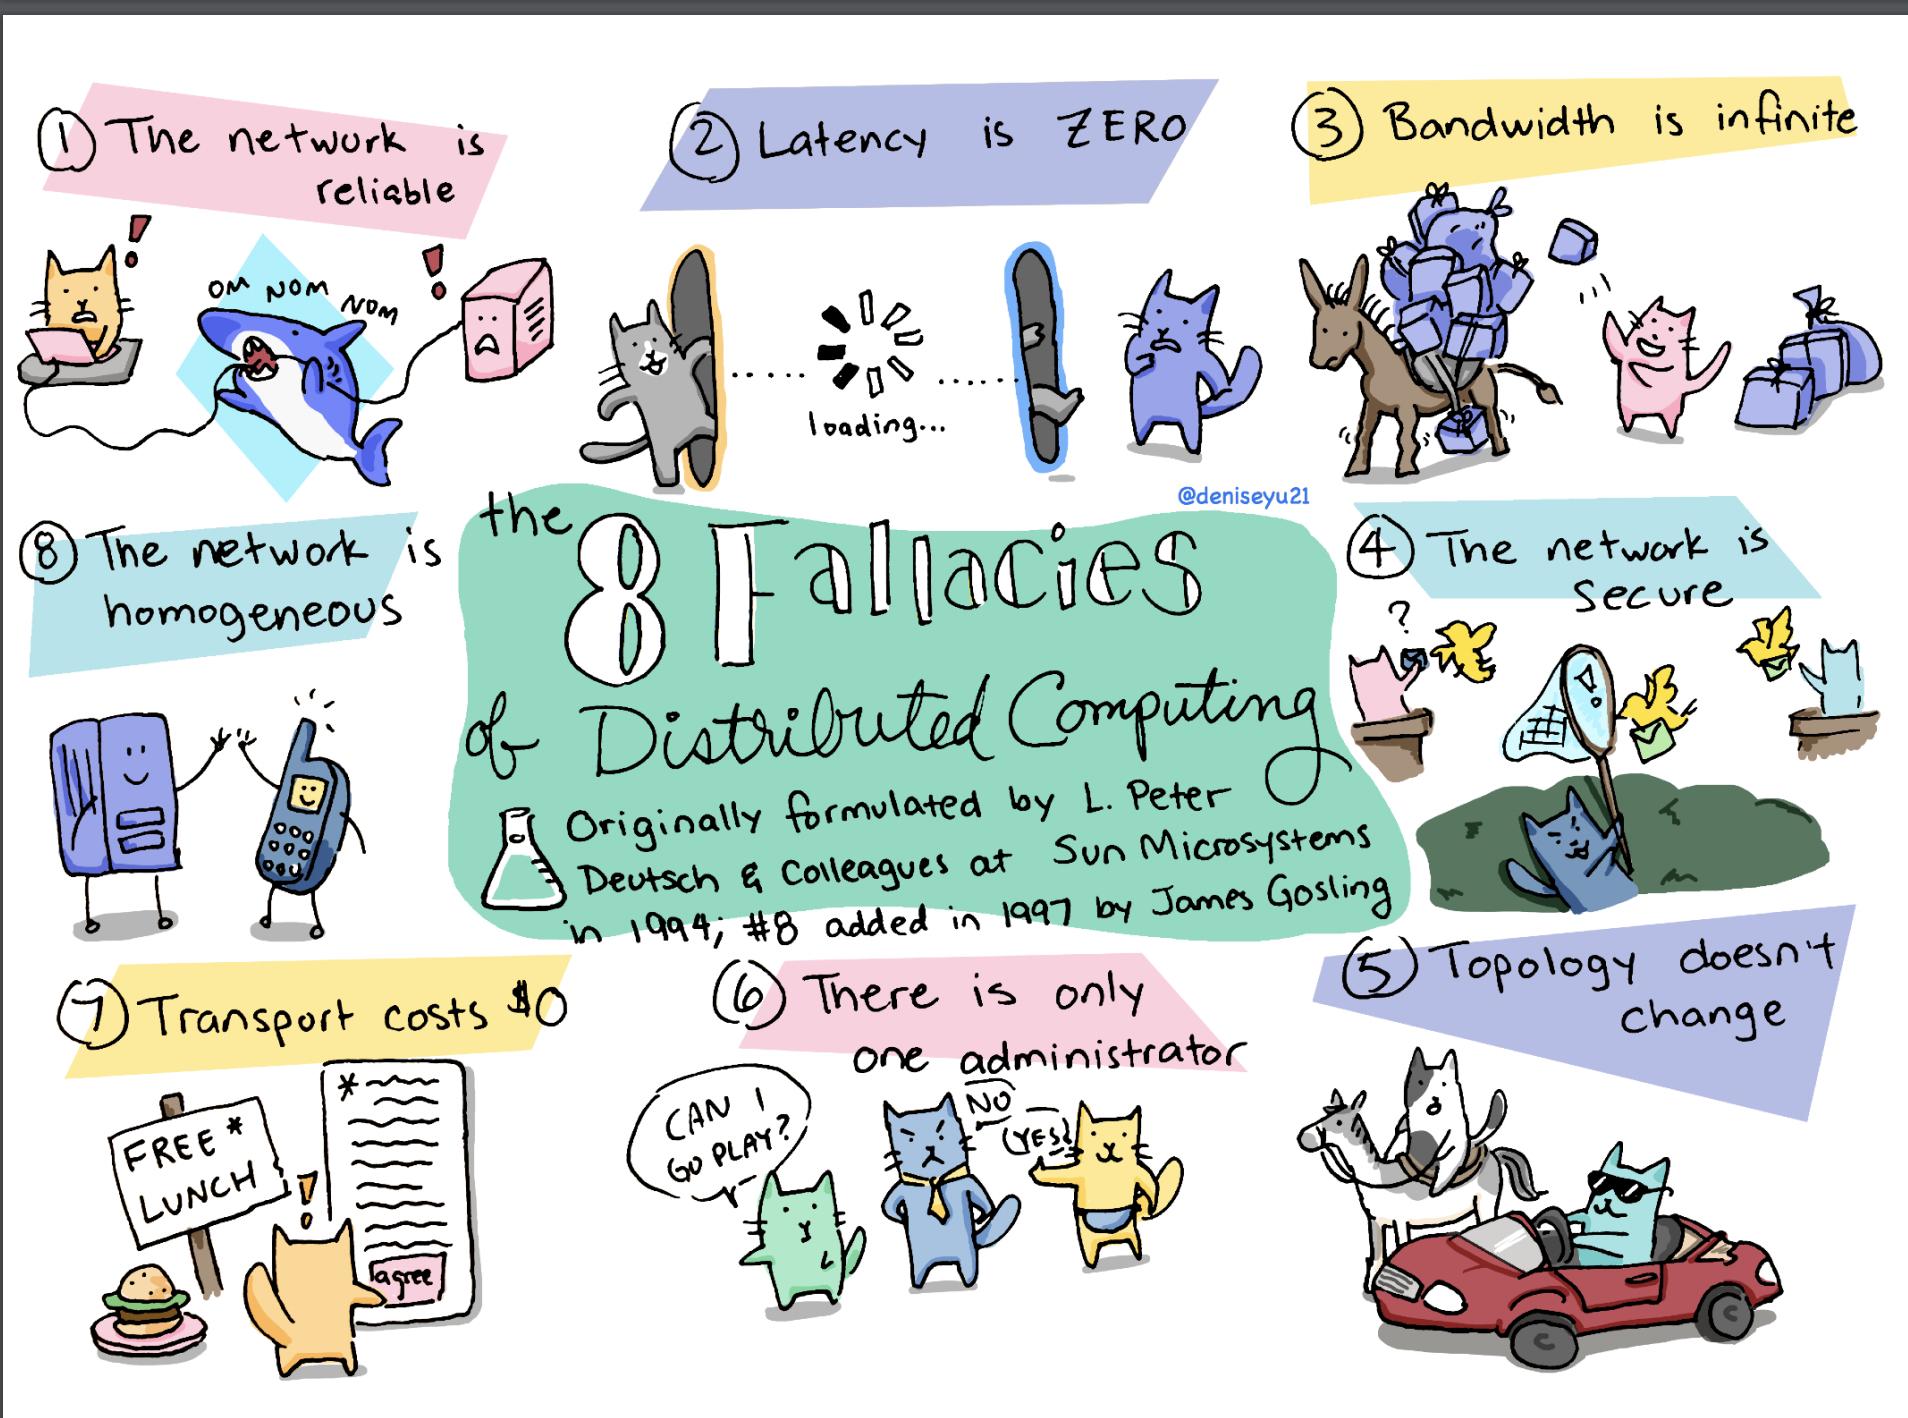 ① The network is
reliable
② Latency is ZERO
③ Bandwidth is infinite
!
!
OM NOM NOM
loading...
@deniseyu21
the 8 Fallacies
of Distributed Computing
Originally formulated by L. Peter
Deutsch & Colleagues at Sun Microsystems
in 1994; #8 added in 1997 by James Gosling
④ The network is
secure
?
!
⑤ Topology doesn't
change
⑥ There is only
one administrator
CAN I
GO PLAY?
NO
(YES!
⑦ Transport costs $0
FREE*
LUNCH
!
*
I agree
⑧ The network is
homogeneous